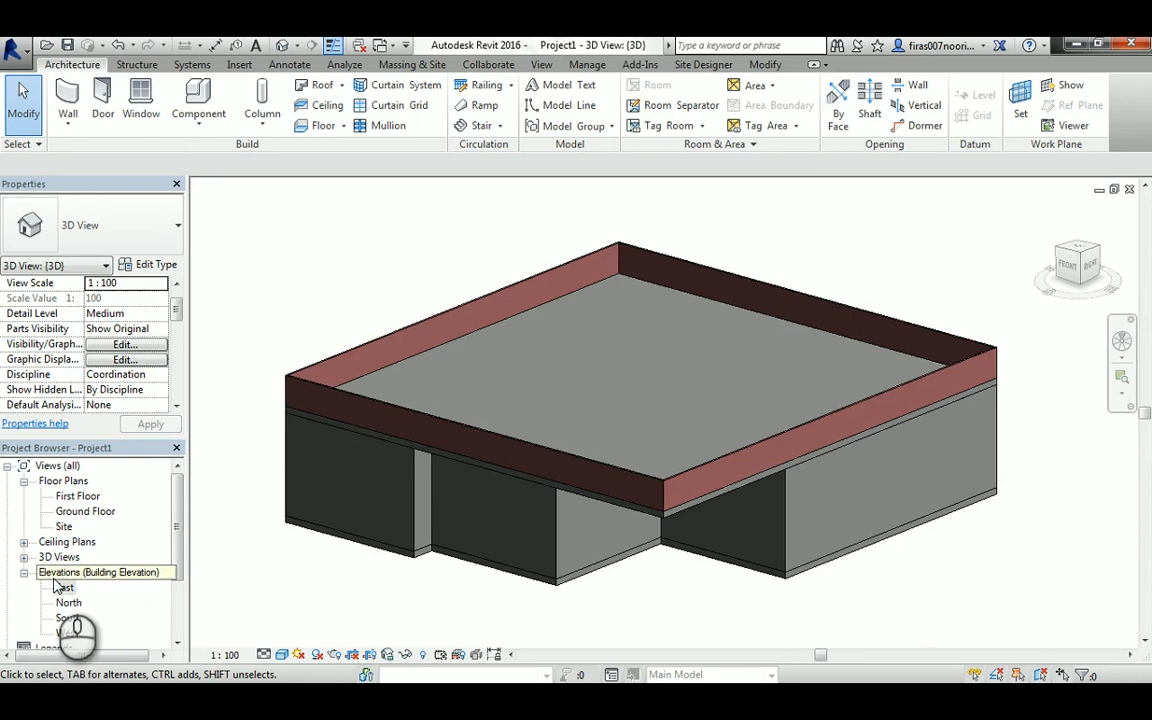 Autodesk Revit 2016 - Project1 - 3D View: {3D}
Type a keyword or phrase
firas007noori...
Architecture Structure Systems Insert Annotate Analyze Massing & Site Collaborate View Manage Add-Ins Site Designer Modify
Modify
Wall
Door
Window
Component
Column
Roof
Ceiling
Floor
Curtain System
Curtain Grid
Mullion
Railing
Ramp
Stair
Model Text
Model Line
Model Group
Room
Room Separator
Tag Room
Area
Area Boundary
Tag Area
By Face
Shaft
Wall
Vertical
Dormer
Level
Grid
Set
Show
Ref Plane
Viewer
Select
Build
Circulation
Model
Room & Area
Opening
Datum
Work Plane
Properties
3D View
3D View: {3D}
Edit Type
View Scale 1 : 100
Scale Value 1: 100
Detail Level Medium
Parts Visibility Show Original
Visibility/Graph... Edit...
Graphic Displa... Edit...
Discipline Coordination
Show Hidden L... By Discipline
Default Analysi... None
Properties help
Apply
Project Browser - Project1
Views (all)
Floor Plans
First Floor
Ground Floor
Site
Ceiling Plans
3D Views
Elevations (Building Elevation)
North
FRONT
RIGHT
1 : 100
Click to select, TAB for alternates, CTRL adds, SHIFT unselects.
:0
Main Model
:0